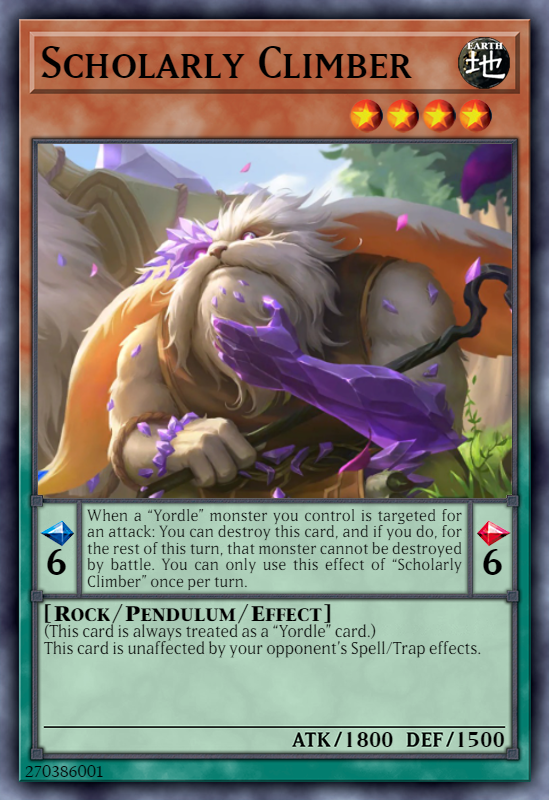 Scholarly Climber
EARTH
地
When a “Yordle” monster you control is targeted for
an attack: You can destroy this card, and if you do, for
the rest of this turn, that monster cannot be destroyed
by battle. You can only use this effect of “Scholarly
Climber” once per turn.
6
6
[Rock/Pendulum/Effect]
(This card is always treated as a “Yordle” card.)
This card is unaffected by your opponent’s Spell/Trap effects.
ATK/1800 DEF/1500
270386001